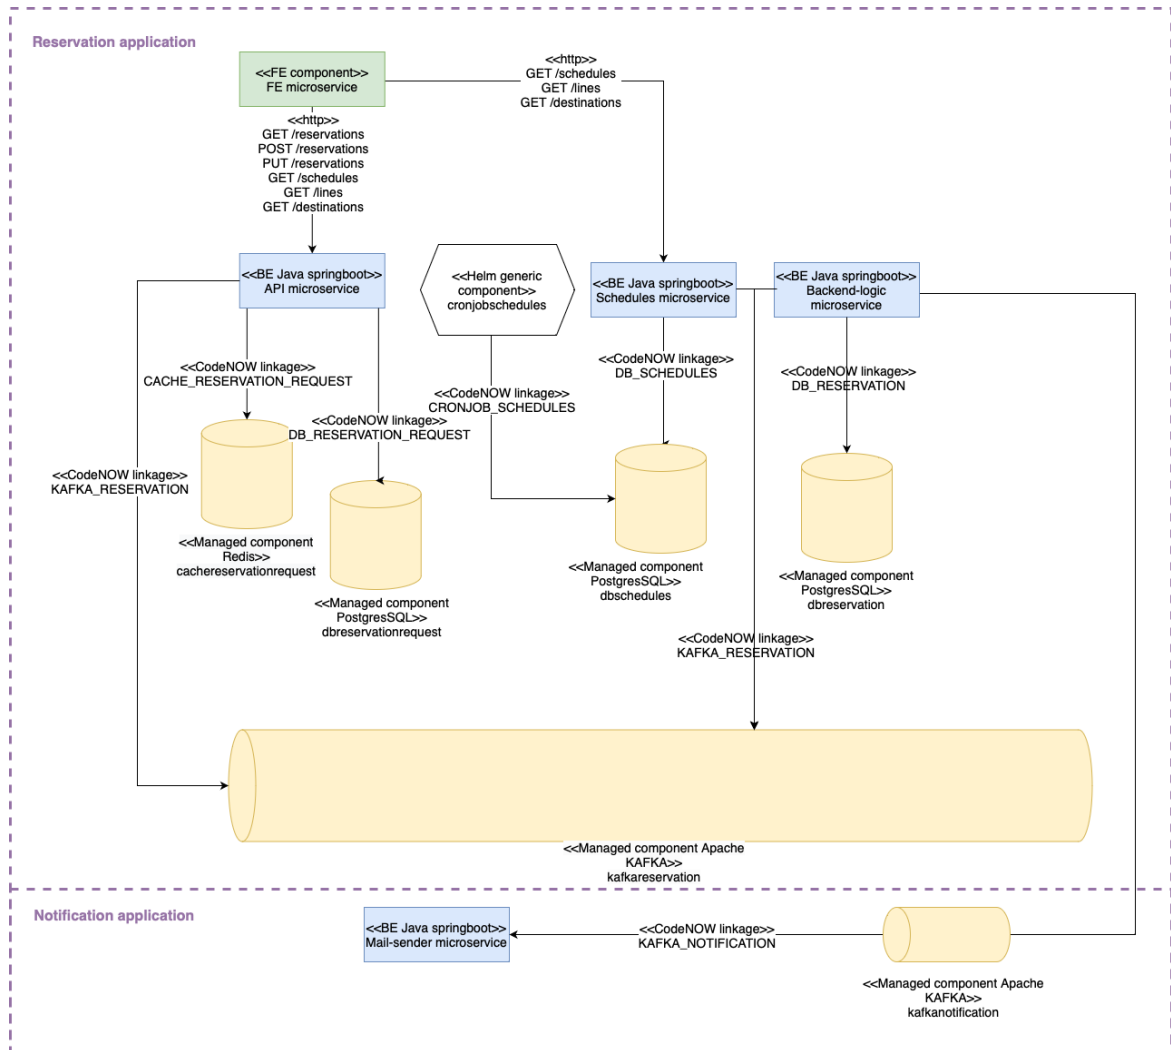 Reservation application
<<FE component>>
FE microservice
<<http>>
GET /schedules
GET /lines
GET /destinations
<<http>>
GET /reservations
POST /reservations
PUT /reservations
GET /schedules
GET /lines
GET /destinations
<<BE Java springboot>>
API microservice
<<Helm generic
component>>
cronjobschedules
<<BE Java springboot>>
Schedules microservice
<<BE Java springboot>>
Backend-logic
microservice
<<CodeNOW linkage>>
CACHE_RESERVATION_REQUEST
<<CodeNOW linkage>>
DB_SCHEDULES
<<CodeNOW linkage>>
DB_RESERVATION
<<CodeNOW linkage>>
CRONJOB_SCHEDULES
<<CodeNOW linkage>>
DB_RESERVATION_REQUEST
<<CodeNOW linkage>>
KAFKA_RESERVATION
<<Managed component
Redis>>
cachereservationrequest
<<Managed component
PostgresSQL>>
dbreservationrequest
<<Managed component
PostgresSQL>>
dbschedules
<<Managed component
PostgresSQL>>
dbreservation
<<CodeNOW linkage>>
KAFKA_RESERVATION
<<Managed component Apache
KAFKA>>
kafkareservation
Notification application
<<BE Java springboot>>
Mail-sender microservice
<<CodeNOW linkage>>
KAFKA_NOTIFICATION
<<Managed component Apache
KAFKA>>
kafkanotification